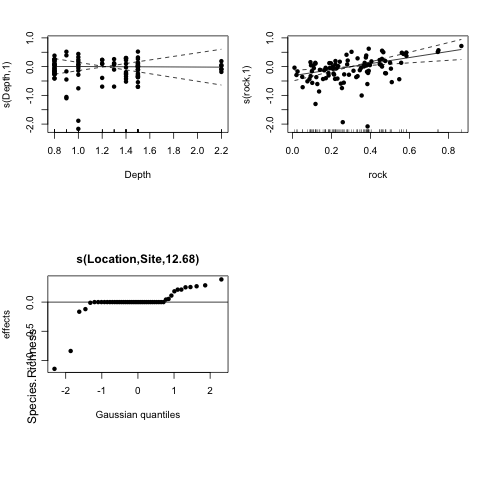 1.0
0.0
-1.0
-2.0
s(Depth,1)
0.8 1.0 1.2 1.4 1.6 1.8 2.0 2.2
Depth
1.0
0.0
-1.0
-2.0
s(rock,1)
0.0 0.2 0.4 0.6 0.8
rock
s(Location,Site,12.68)
0.0
effects
Species.Richness
-2 -1 0 1 2
Gaussian quantiles